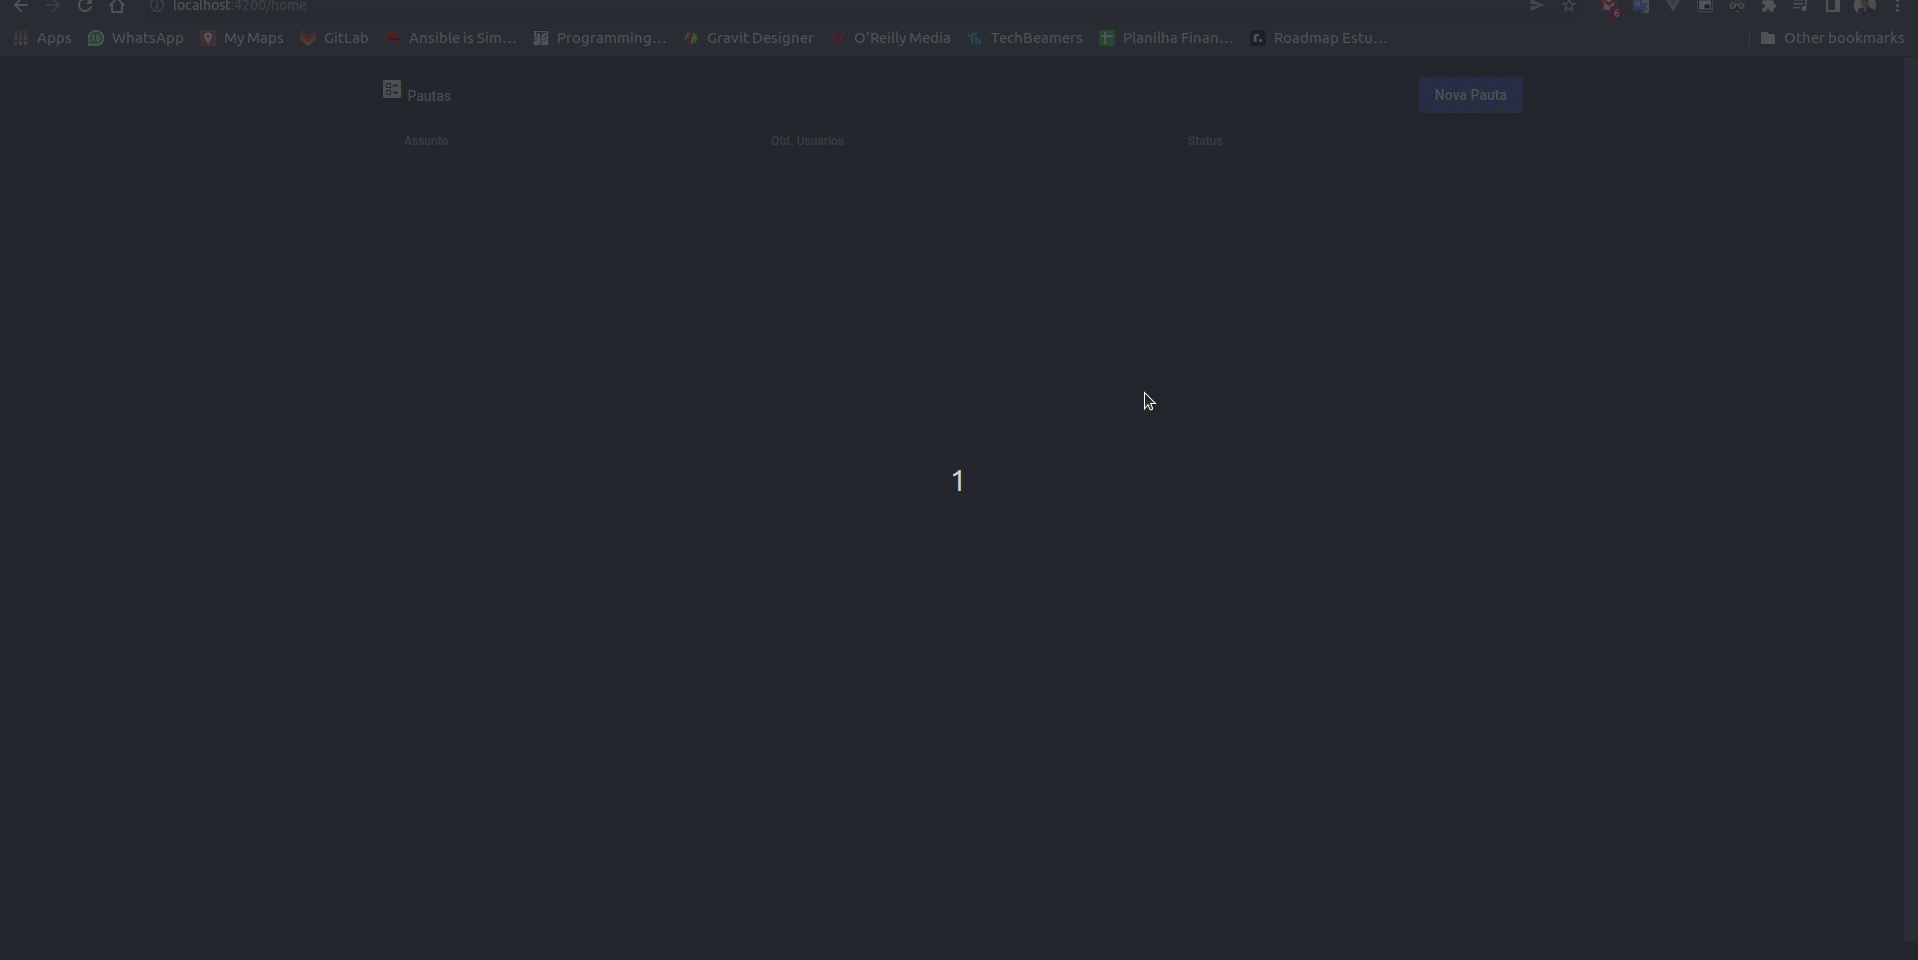 localhost:4200/home
6
Apps WhatsApp My Maps GitLab Ansible is Sim… Programming… Gravit Designer O'Reilly Media TechBeamers Planilha Finan… r. Roadmap Estu… Other bookmarks
Pautas Nova Pauta
Assunto Qtd. Usuários Status
1